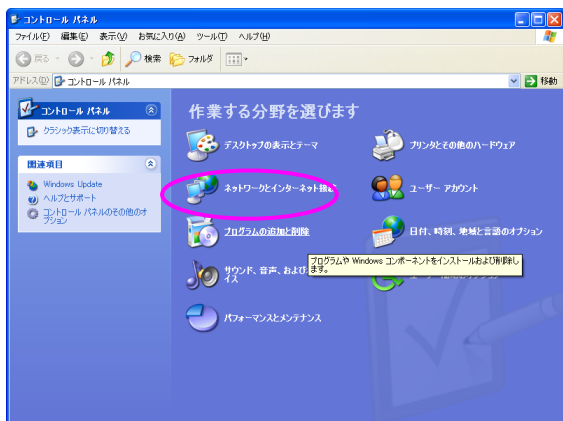 コントロール パネル
ファイル(F) 編集(E) 表示(V) お気に入り(A) ツール(T) ヘルプ(H)
戻る 検索 フォルダ
アドレス(D) コントロール パネル 移動
コントロール パネル
クラシック表示に切り替える
関連項目
Windows Update
ヘルプとサポート
コントロール パネルのその他のオ
プション
作業する分野を選びます
デスクトップの表示とテーマ
プリンタとその他のハードウェア
ネットワークとインターネット接続
ユーザー アカウント
プログラムの追加と削除
日付、時刻、地域と言語のオプション
プログラムや Windows コンポーネントをインストールおよび削除し
ます。
サウンド、音声、および
イス
パフォーマンスとメンテナンス